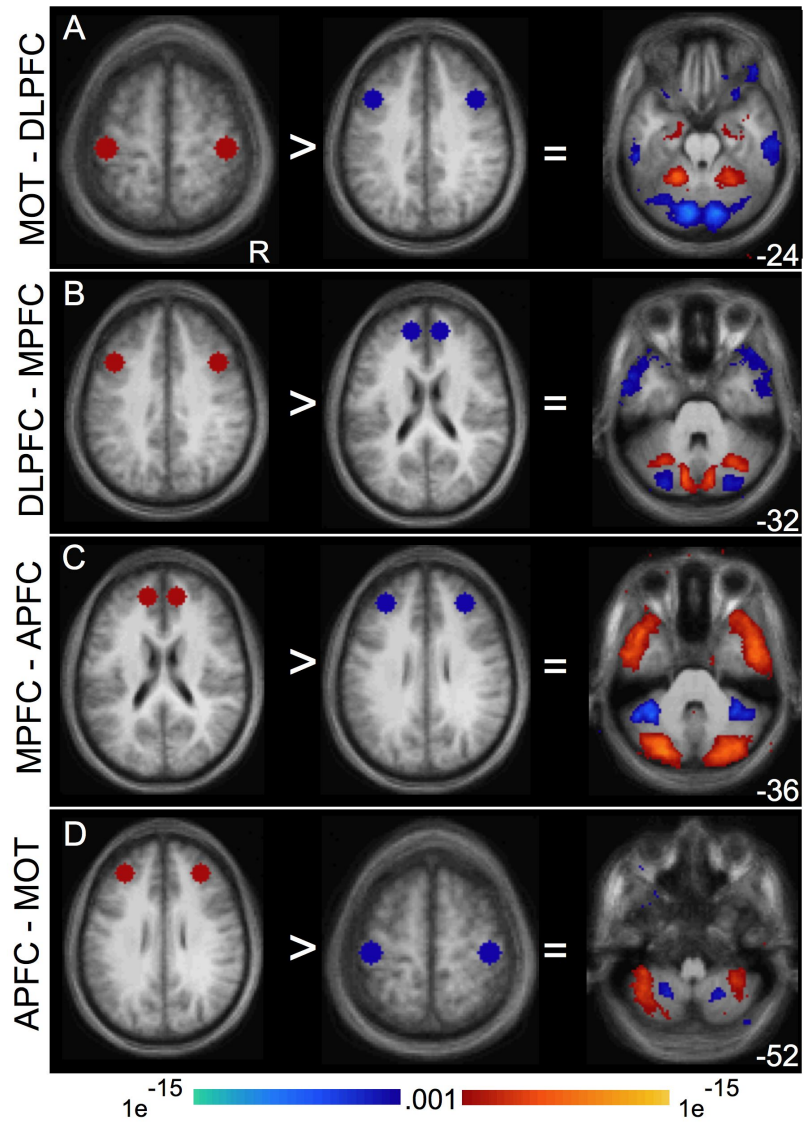 MOT - DLPFC
A
>
=
R
-24
DLPFC - MPFC
B
>
=
-32
MPFC - APFC
C
>
=
-36
APFC - MOT
D
>
=
-52
1e-15 .001 1e-15